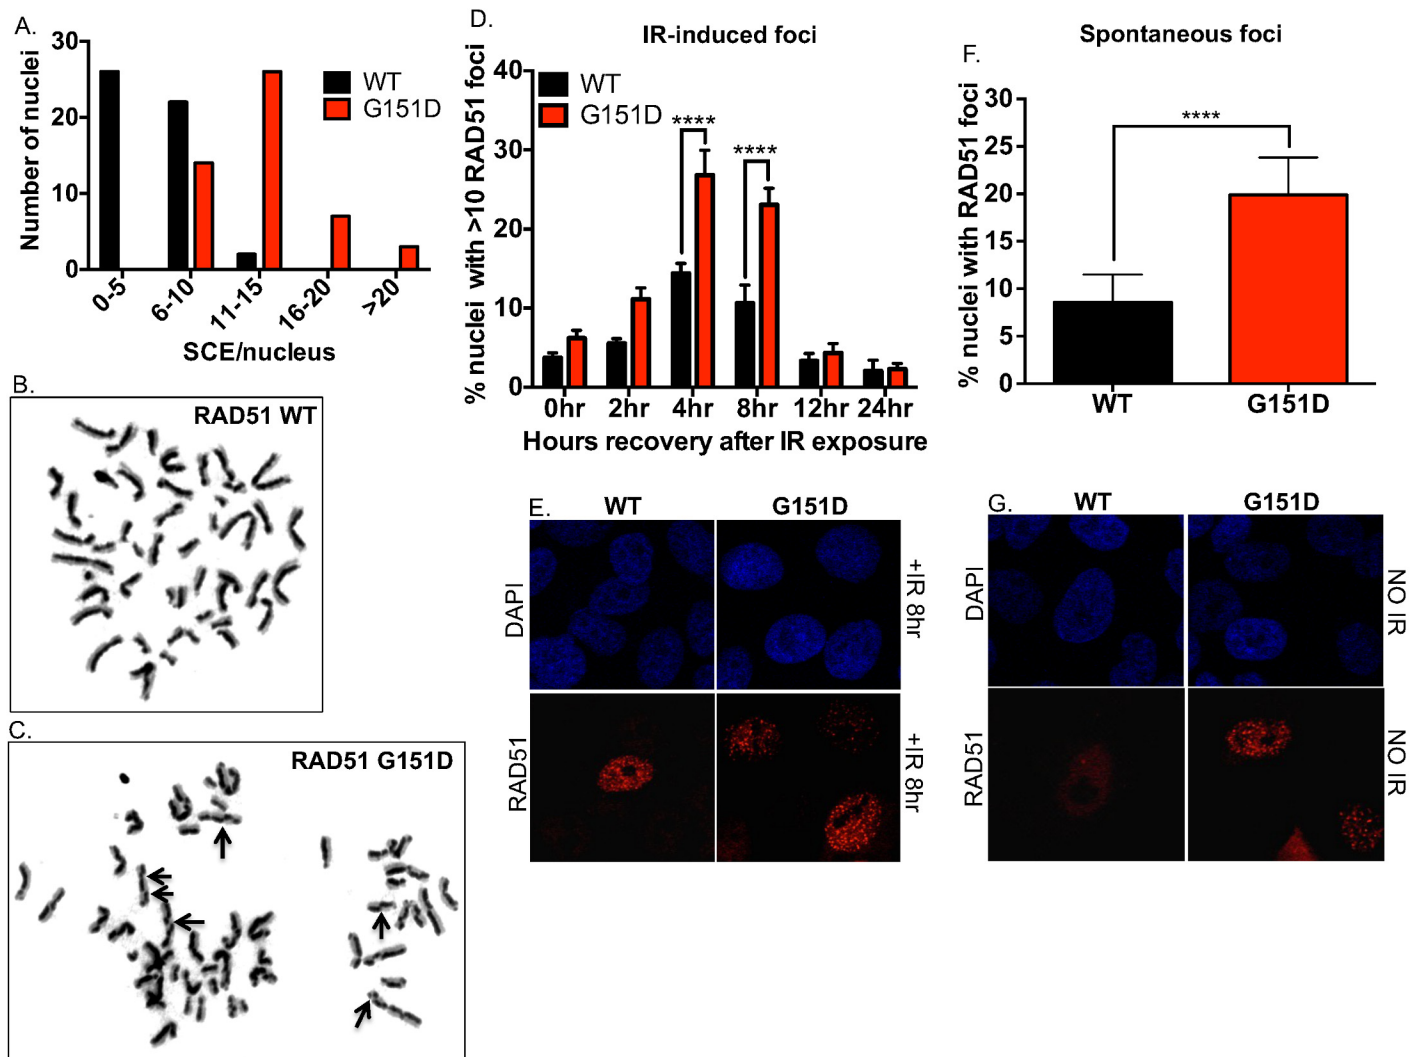 A.
Number of nuclei
30
20
10
0
WT
G151D
0-5
6-10
11-15
16-20
>20
SCE/nucleus
B.
RAD51 WT
C.
RAD51 G151D
D.
IR-induced foci
% nuclei with >10 RAD51 foci
40
30
20
10
0
WT
G151D
****
****
0hr
2hr
4hr
8hr
12hr
24hr
Hours recovery after IR exposure
E.
WT
G151D
DAPI
+IR 8hr
RAD51
+IR 8hr
Spontaneous foci
F.
% nuclei with RAD51 foci
30
25
20
15
10
5
0
****
WT
G151D
G.
WT
G151D
DAPI
NO IR
RAD51
NO IR